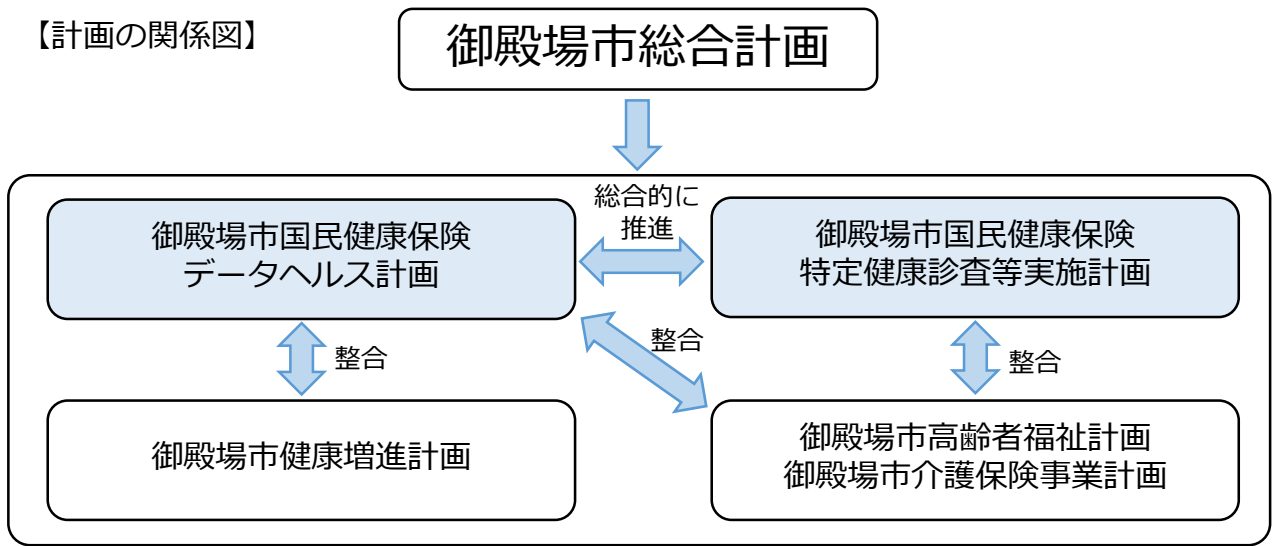 【計画の関係図】
御殿場市総合計画
御殿場市国民健康保険
データヘルス計画
総合的に
推進
御殿場市国民健康保険
特定健康診査等実施計画
整合
整合
整合
御殿場市健康増進計画
御殿場市高齢者福祉計画
御殿場市介護保険事業計画